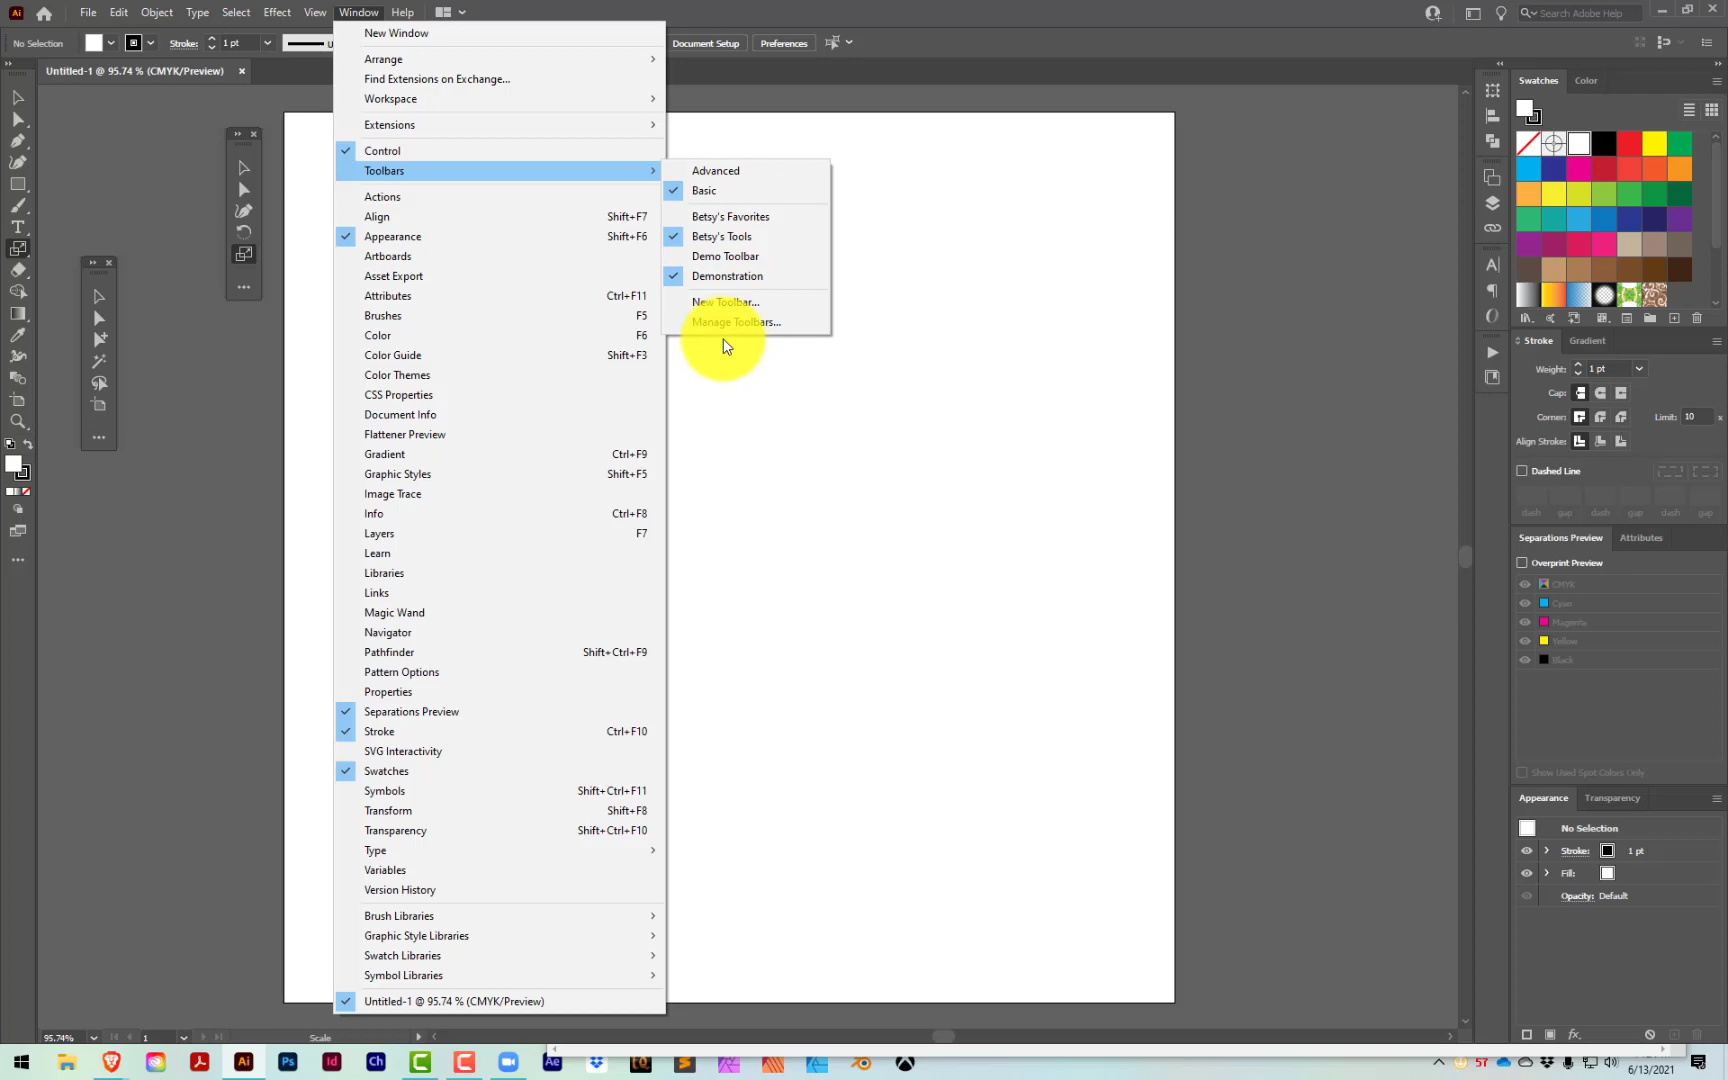 File Edit Object Type Select Effect View Window Help
Search Adobe Help
No Selection
Stroke: 1 pt
Document Setup Preferences
Untitled-1 @ 95.74 % (CMYK/Preview)
New Window
Arrange
Find Extensions on Exchange...
Workspace
Extensions
Control
Toolbars
Actions
Align Shift+F7
Appearance Shift+F6
Artboards
Asset Export
Attributes Ctrl+F11
Brushes F5
Color F6
Color Guide Shift+F3
Color Themes
CSS Properties
Document Info
Flattener Preview
Gradient Ctrl+F9
Graphic Styles Shift+F5
Image Trace
Info Ctrl+F8
Layers F7
Learn
Libraries
Links
Magic Wand
Navigator
Pathfinder Shift+Ctrl+F9
Pattern Options
Properties
Separations Preview
Stroke Ctrl+F10
SVG Interactivity
Swatches
Symbols Shift+Ctrl+F11
Transform Shift+F8
Transparency Shift+Ctrl+F10
Type
Variables
Version History
Brush Libraries
Graphic Style Libraries
Swatch Libraries
Symbol Libraries
Untitled-1 @ 95.74 % (CMYK/Preview)
Advanced
Basic
Betsy's Favorites
Betsy's Tools
Demo Toolbar
Demonstration
New Toolbar...
Manage Toolbars...
Swatches Color
Stroke Gradient
Weight: 1 pt
Cap:
Corner: Limit: 10 x
Align Stroke:
Dashed Line
dash gap dash gap dash gap
Separations Preview Attributes
Overprint Preview
CMYK
Cyan
Magenta
Yellow
Black
Show Used Spot Colors Only
Appearance Transparency
No Selection
Stroke: 1 pt
Fill:
Opacity: Default
95.74% 1 Scale
Ai Ps Id Ch Ae 57
6/13/2021